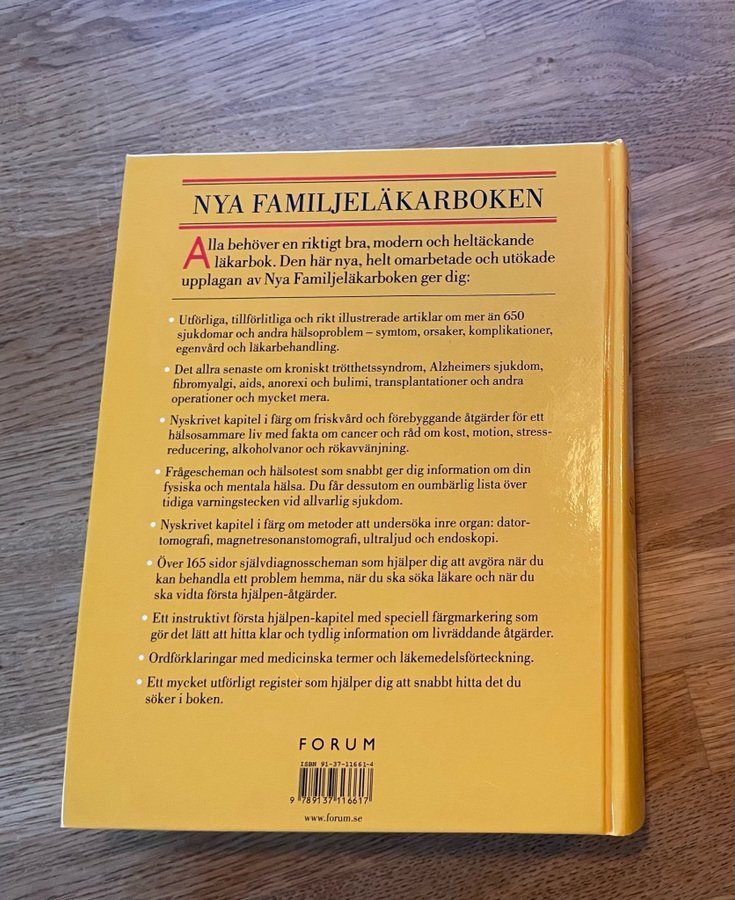 NYA FAMILJELÄKARBOKEN
Alla behöver en riktigt bra, modern och heltäckande
läkarbok. Den här nya, helt omarbetade och utökade
upplagan av Nya Familjeläkarboken ger dig:
• Utförliga, tillförlitliga och rikt illustrerade artiklar om mer än 650
sjukdomar och andra hälsoproblem – symtom, orsaker, komplikationer,
egenvård och läkarbehandling.
• Det allra senaste om kroniskt trötthetssyndrom, Alzheimers sjukdom,
fibromyalgi, aids, anorexi och bulimi, transplantationer och andra
operationer och mycket mera.
• Nyskrivet kapitel i färg om friskvård och förebyggande åtgärder för ett
hälsosammare liv med fakta om cancer och råd om kost, motion, stress-
reducering, alkoholvanor och rökavvänjning.
• Frågescheman och hälsotest som snabbt ger dig information om din
fysiska och mentala hälsa. Du får dessutom en oumbärlig lista över
tidiga varningstecken vid allvarlig sjukdom.
• Nyskrivet kapitel i färg om metoder att undersöka inre organ: dator-
tomografi, magnetresonanstomografi, ultraljud och endoskopi.
• Över 165 sidor självdiagnosscheman som hjälper dig att avgöra när du
kan behandla ett problem hemma, när du ska söka läkare och när du
ska vidta första hjälpen-åtgärder.
• Ett instruktivt första hjälpen-kapitel med speciell färgmarkering som
gör det lätt att hitta klar och tydlig information om livräddande åtgärder.
• Ordförklaringar med medicinska termer och läkemedelsförteckning.
• Ett mycket utförligt register som hjälper dig att snabbt hitta det du
söker i boken.
FORUM
ISBN 91-37-11661-4
9 789137 116617
www.forum.se